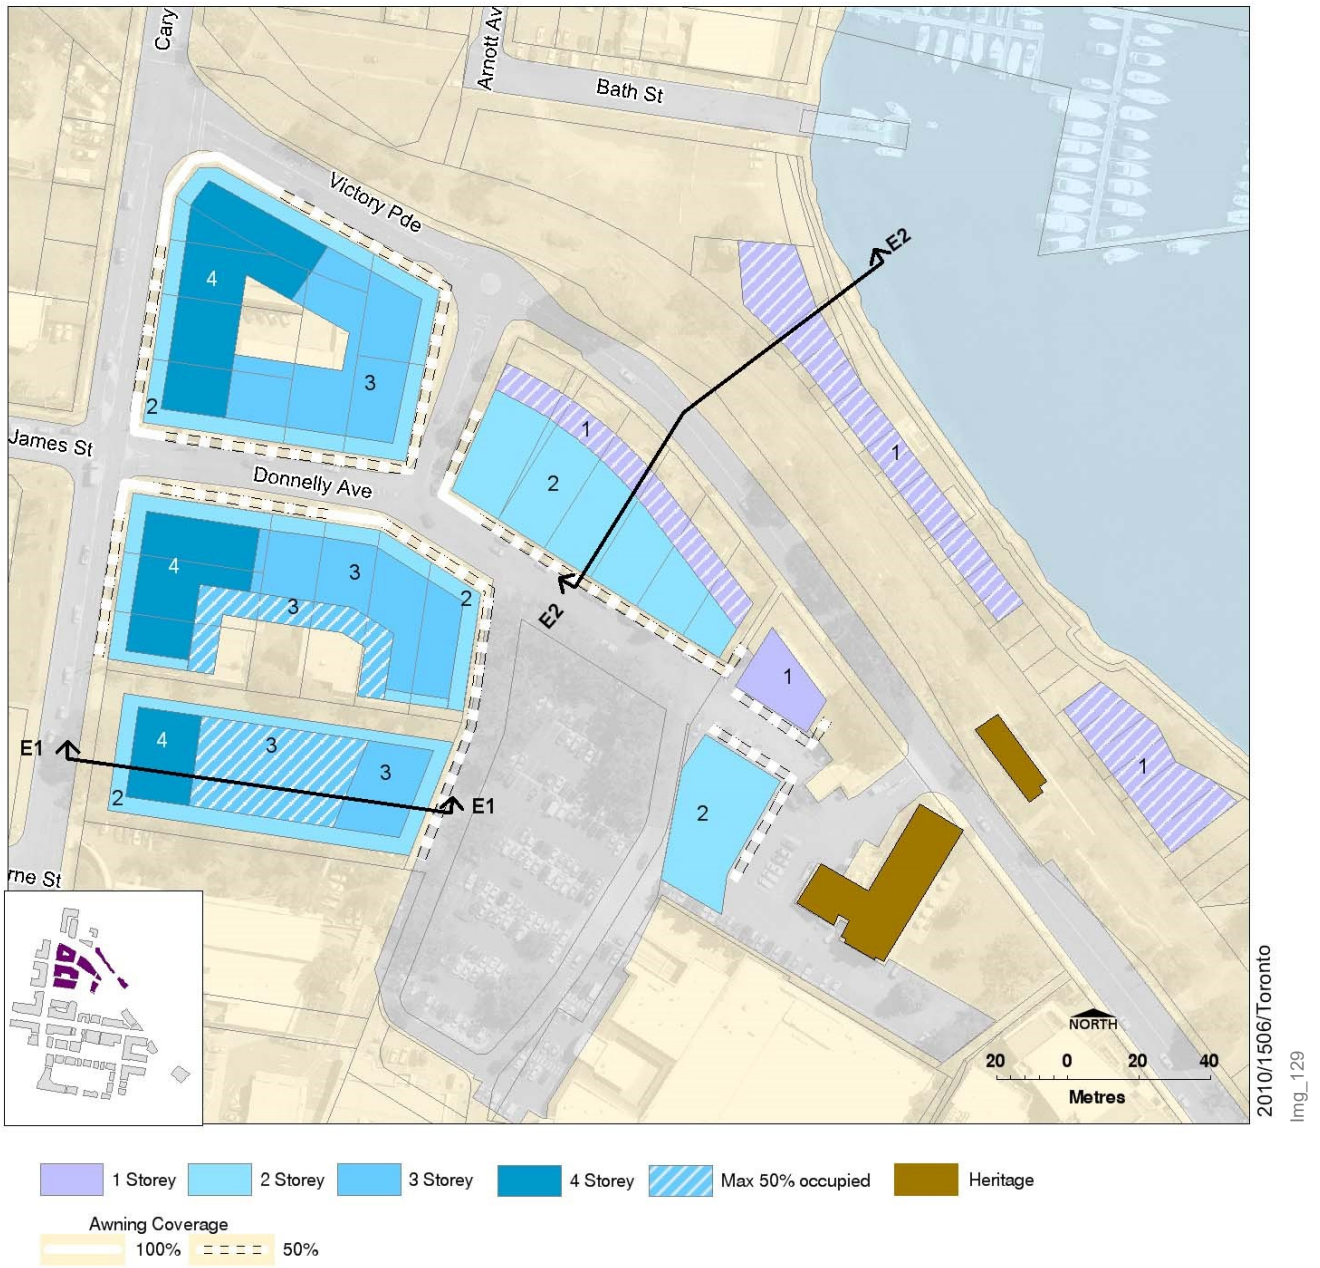 Cary
Arnott Av
Bath St
Victory Pde
E2
4
3
2
1
1
James St
Donnelly Ave
2
4
3
3
2
E2
1
4
3
3
E1
E1
2
2
1
rne St
NORTH
20 0 20 40
Metres
2010/1506/Toronto
Img_129
1 Storey 2 Storey 3 Storey 4 Storey Max 50% occupied Heritage
Awning Coverage
100% 50%